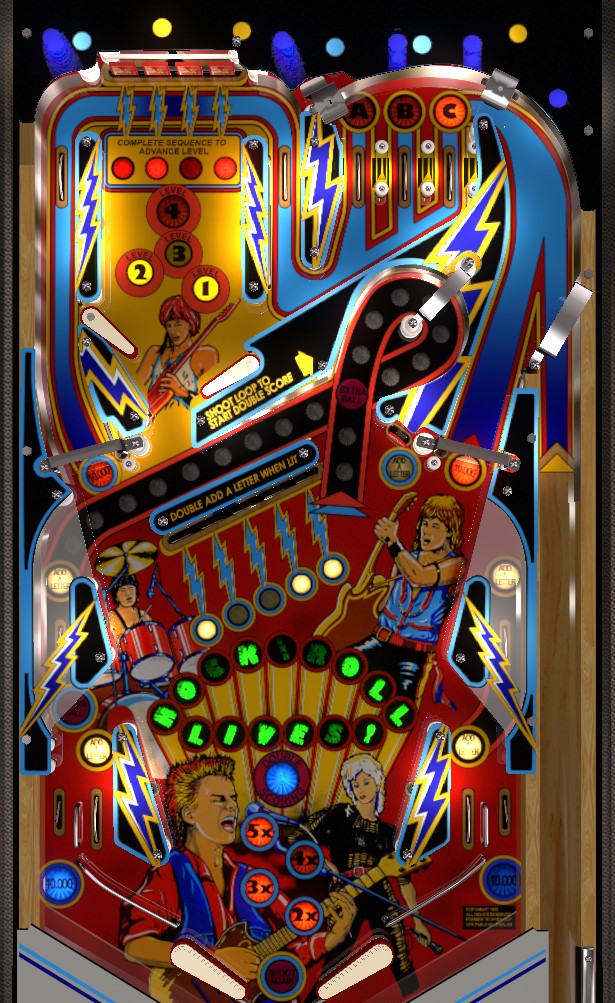 A B C
COMPLETE SEQUENCE TO
ADVANCE LEVEL
LEVEL
4
LEVEL
3
LEVEL
2
LEVEL
1
SHOOT LOOP TO
START DOUBLE SCORE
EXTRA
BALL
10,000
ADD
A
LETTER
10,000
DOUBLE ADD A LETTER WHEN LIT
ADD
A
LETTER
ADD
A
LETTER
ROCK N ROLL
LIVES!
ADD
A
LETTER
ADD
A
LETTER
5x
4x
3x
2x
10,000
10,000
SHOOT
AGAIN